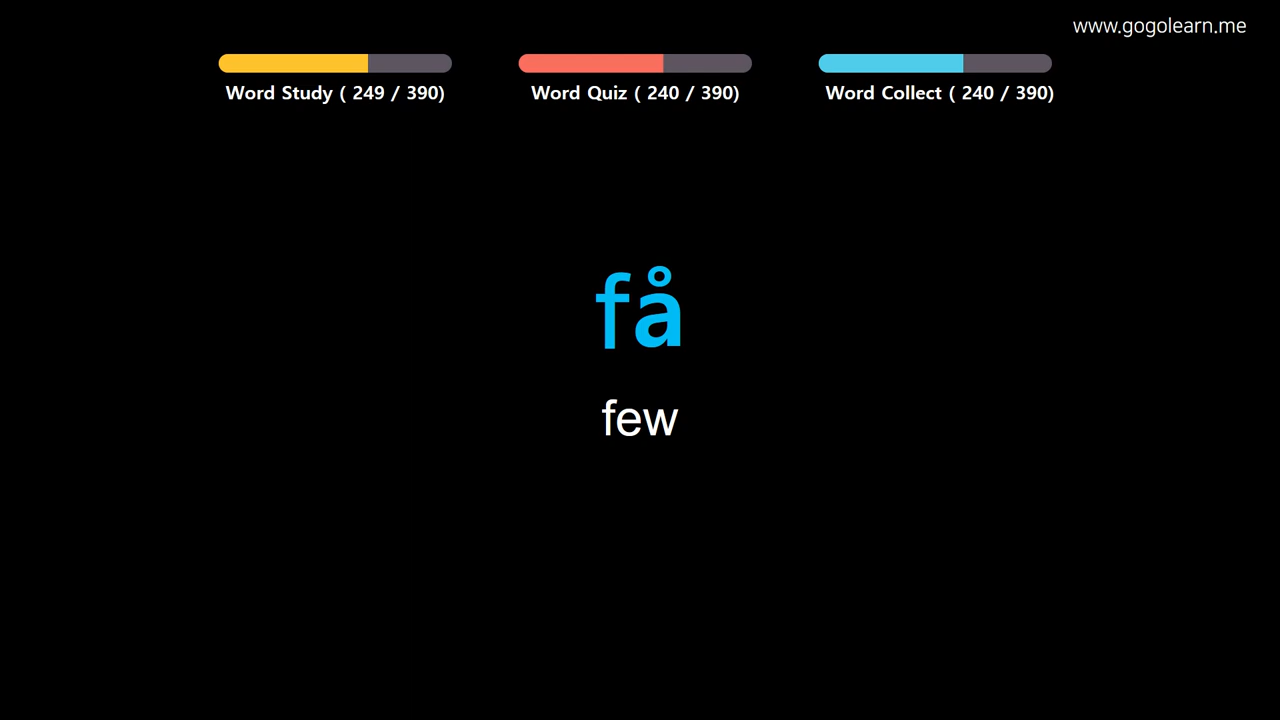 www.gogolearn.me
Word Study ( 249 / 390)
Word Quiz ( 240 / 390)
Word Collect ( 240 / 390)
få
few